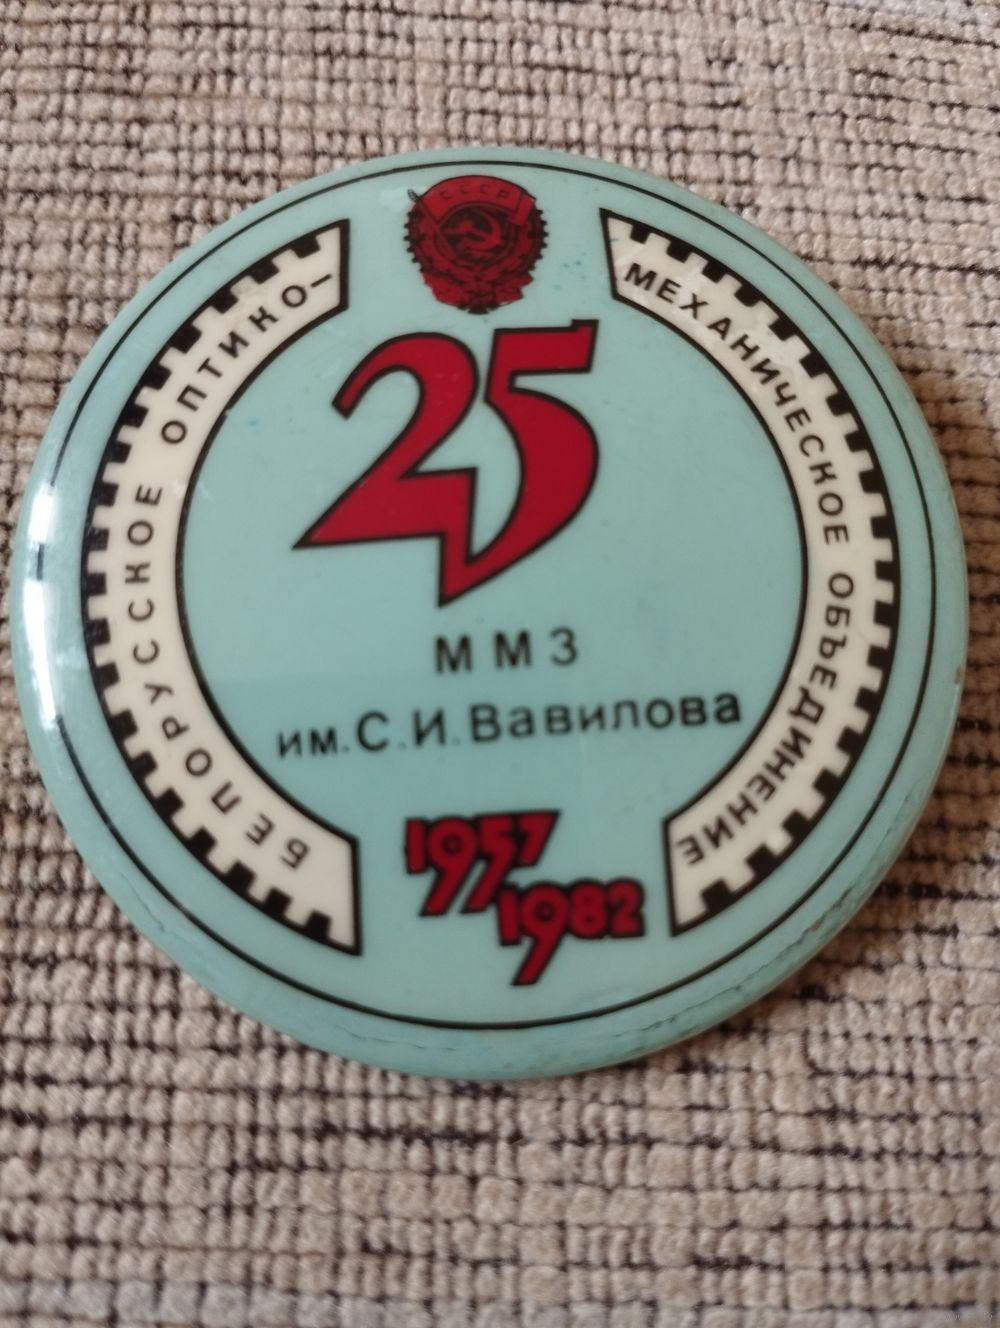 СССР
БЕЛОРУССКОЕ ОПТИКО-
МЕХАНИЧЕСКОЕ ОБЪЕДИНЕНИЕ
25
ММЗ
им. С.И. Вавилова
1957
1982